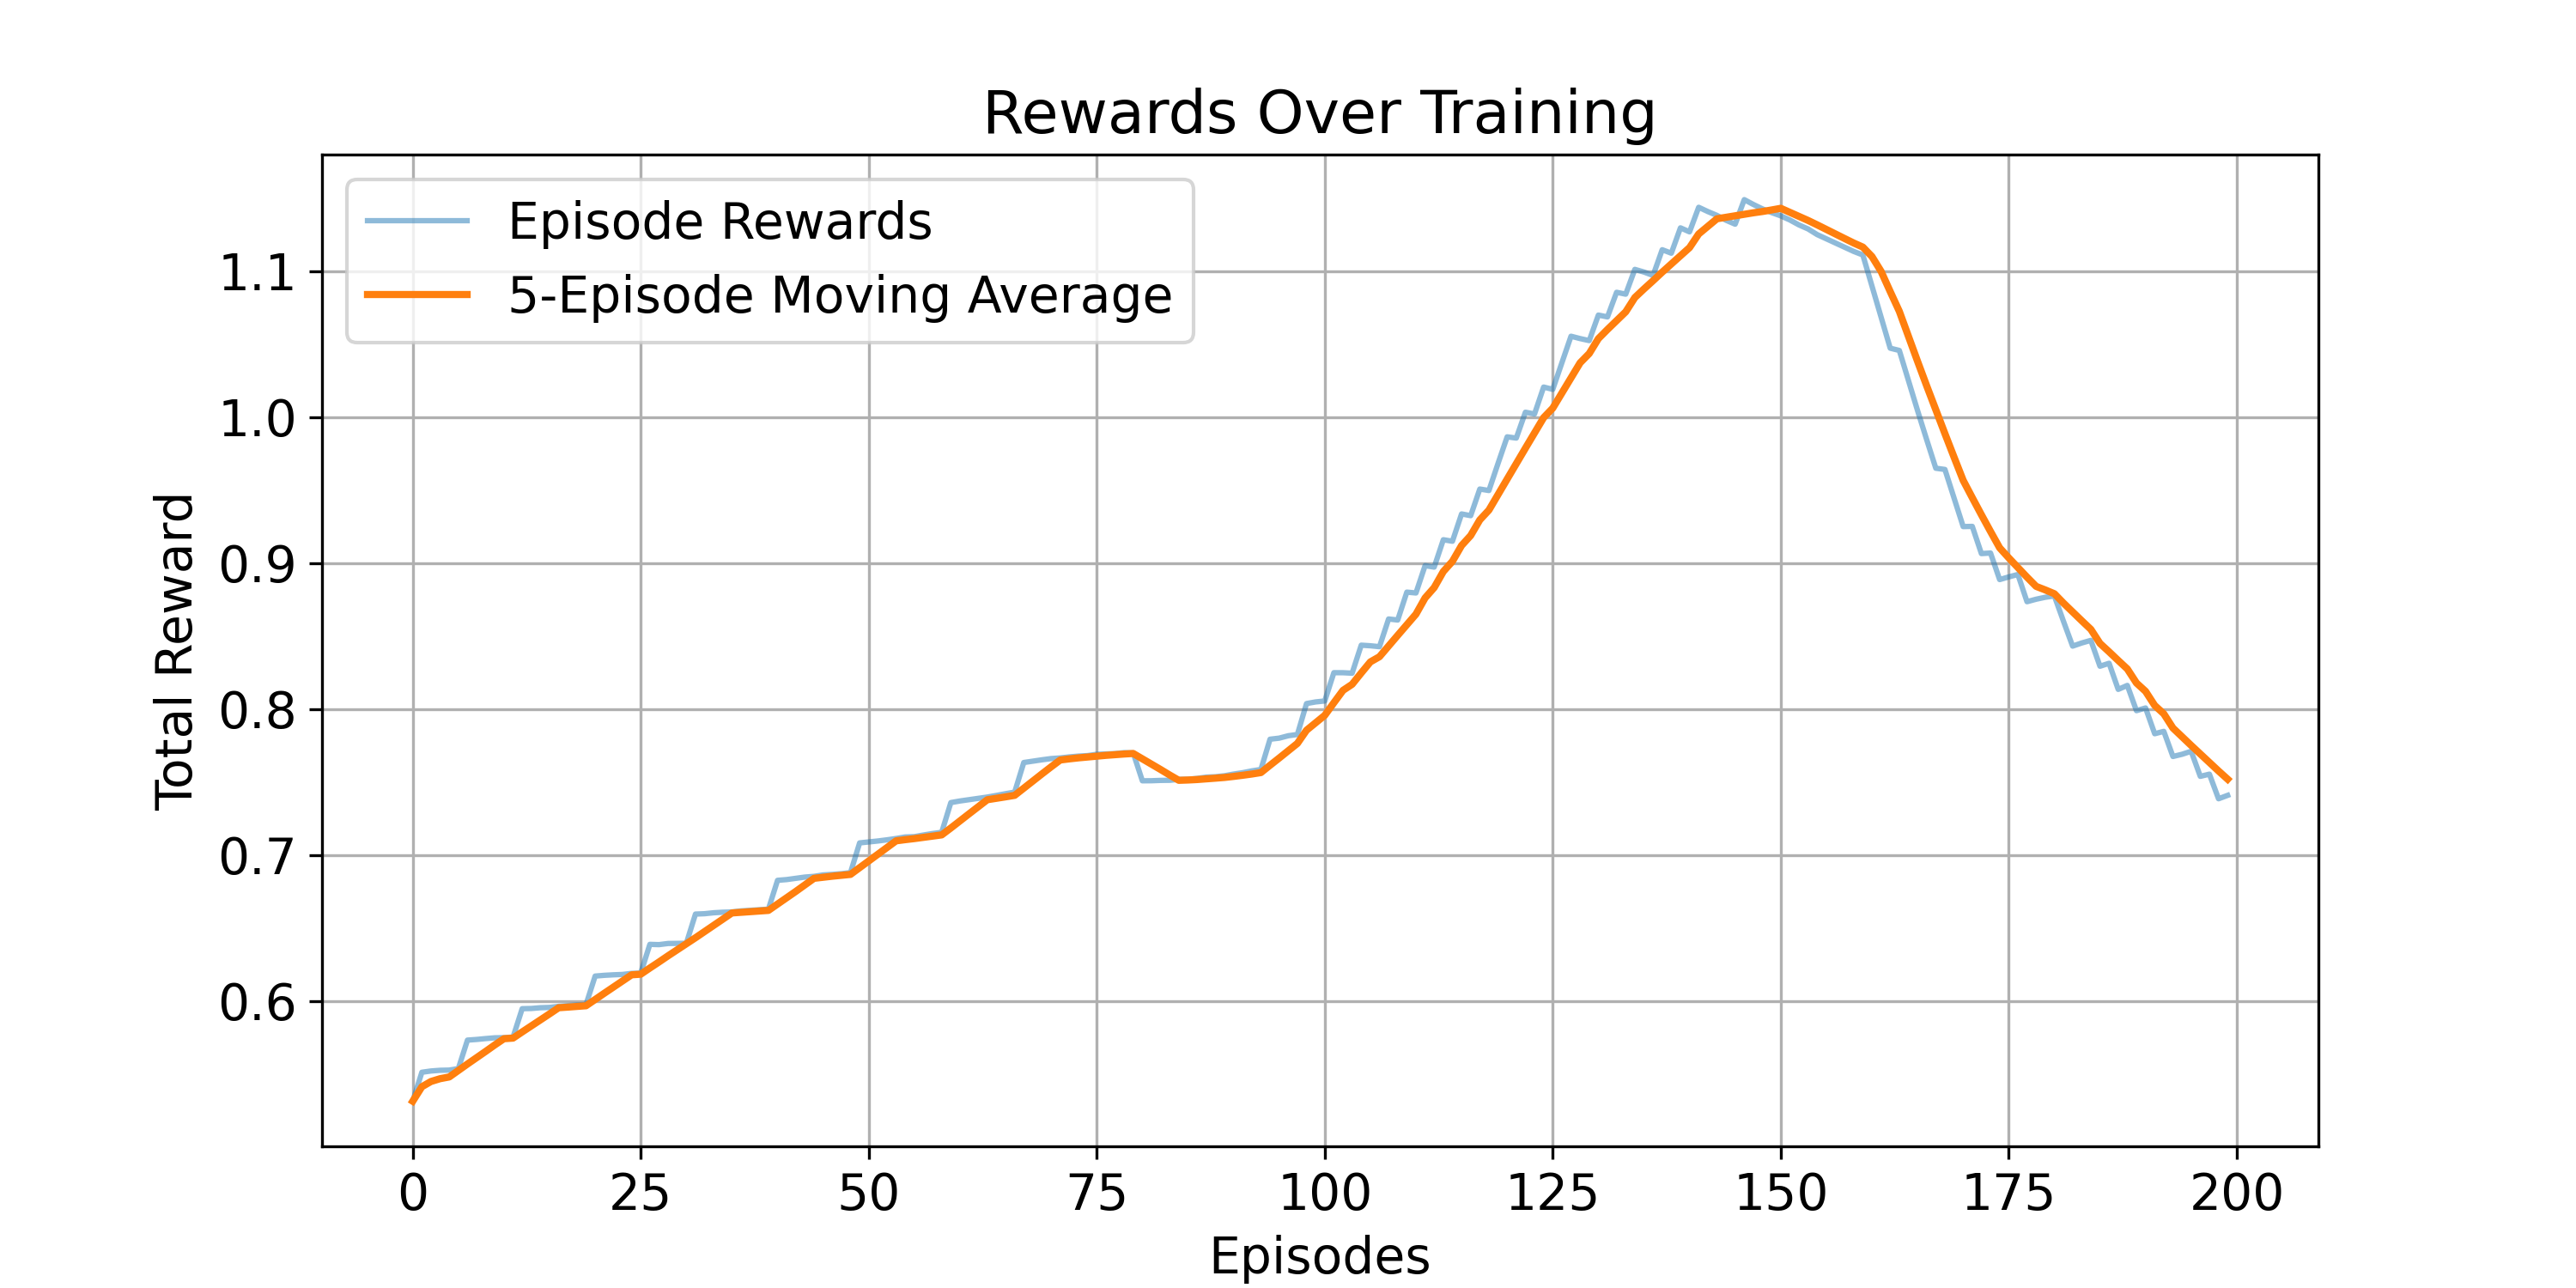 Rewards Over Training
Episode Rewards
5-Episode Moving Average
Total Reward
1.1
1.0
0.9
0.8
0.7
0.6
0 25 50 75 100 125 150 175 200
Episodes